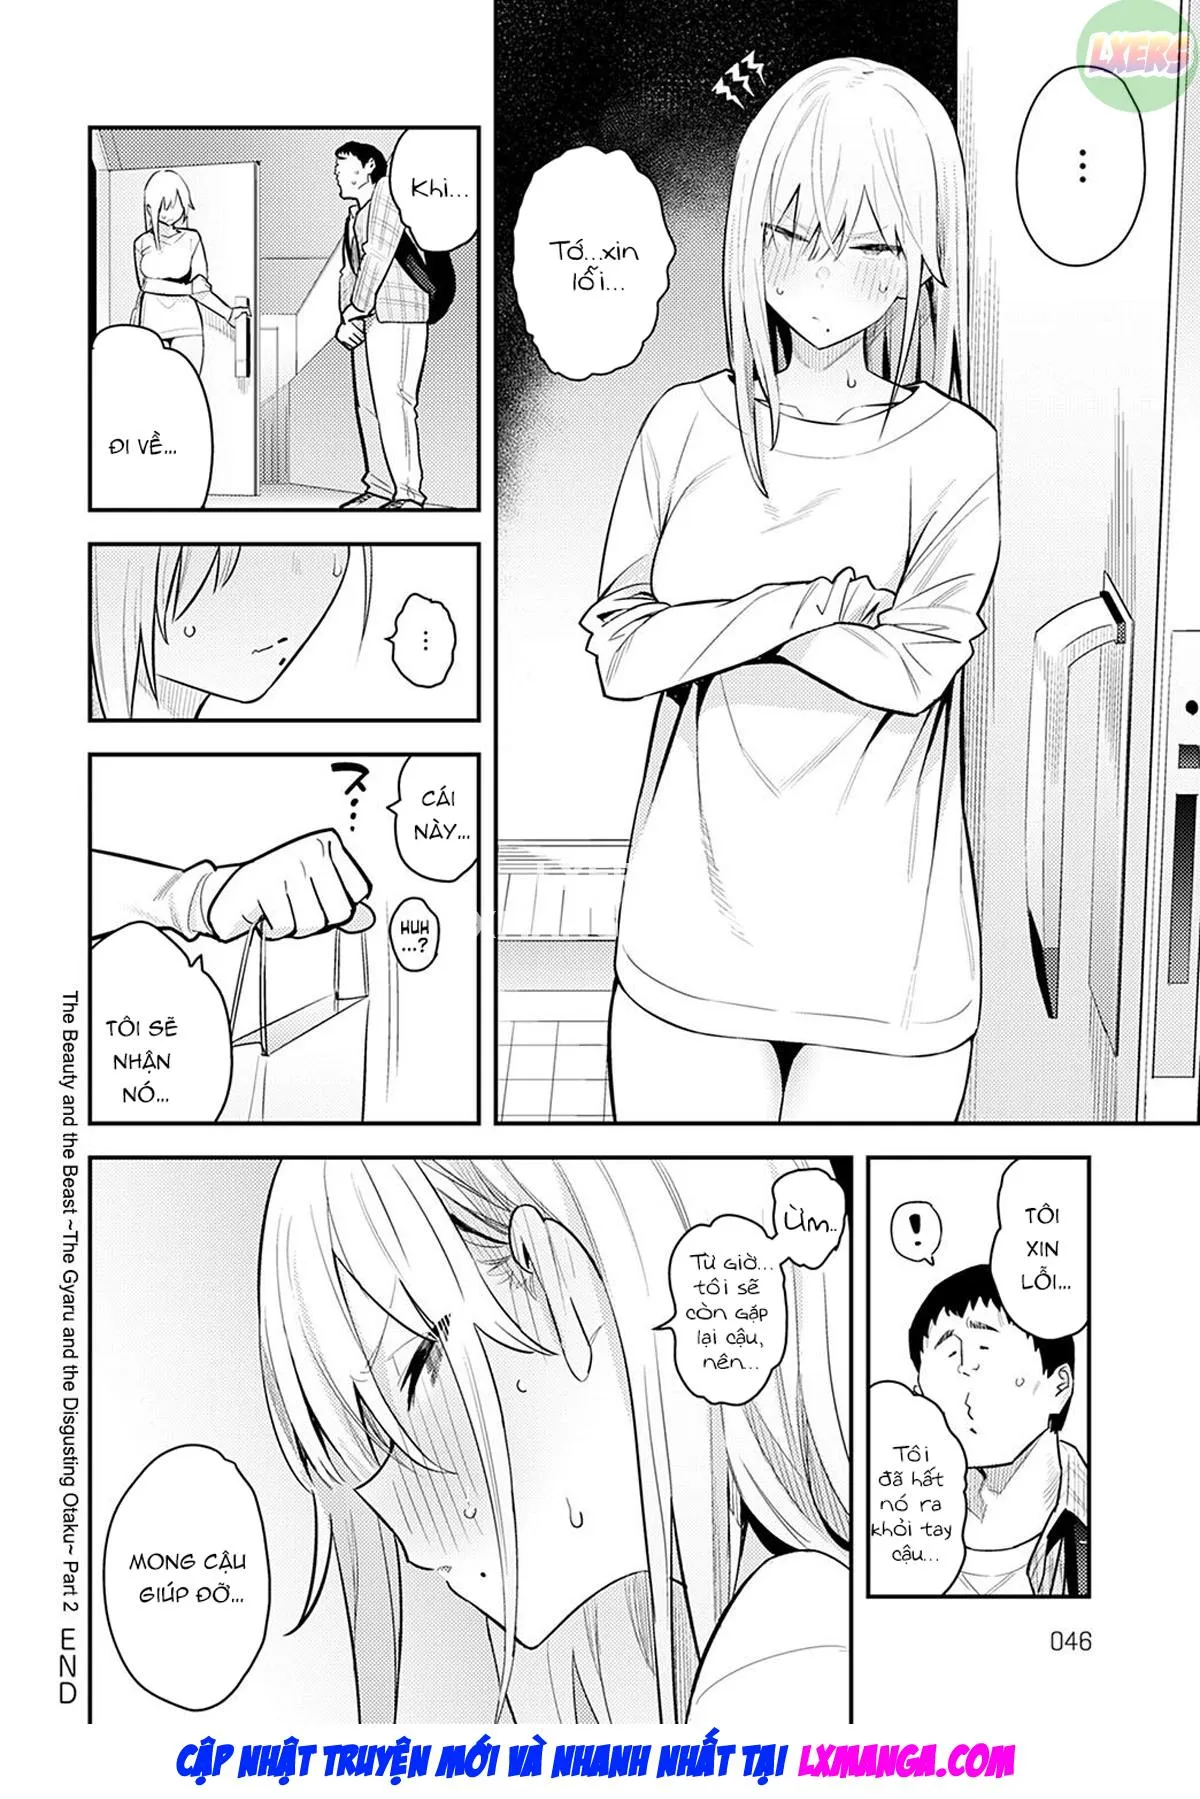 LXERS
...
Tớ...xin
lỗi...
Khi...
ĐI VỀ...
...
CÁI
NÀY...
ス...
HUH
...?
TÔI SẼ
NHẬN
NÓ...
TÔI
XIN
LỖI...
!
Tôi
đã hất
nó ra
khỏi tay
cậu...
Ừm..
Từ giờ...
tôi sẽ
còn gặp
lại cậu,
nên...
MONG CẬU
GIÚP ĐỠ...
The Beauty and the Beast ~The Gyaru and the Disgusting Otaku~ Part 2 END
046
CẬP NHẬT TRUYỆN MỚI VÀ NHANH NHẤT TẠI LXMANGA.COM